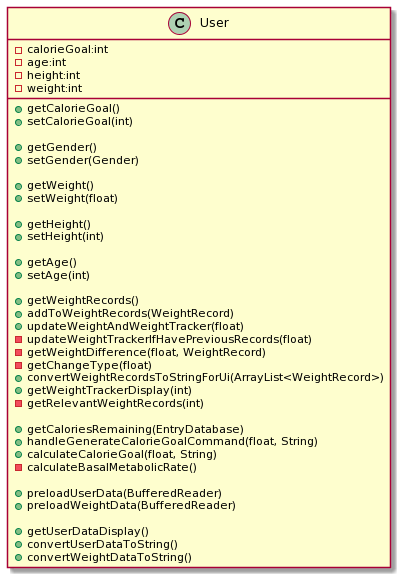 C User
calorieGoal:int
age:int
height:int
weight:int
getCalorieGoal()
setCalorieGoal(int)
getGender()
setGender(Gender)
getWeight()
setWeight(float)
getHeight()
setHeight(int)
getAge()
setAge(int)
getWeightRecords()
addToWeightRecords(WeightRecord)
updateWeightAndWeightTracker(float)
updateWeightTrackerIfHavePreviousRecords(float)
getWeightDifference(float, WeightRecord)
getChangeType(float)
convertWeightRecordsToStringForUi(ArrayList<WeightRecord>)
getWeightTrackerDisplay(int)
getRelevantWeightRecords(int)
getCaloriesRemaining(EntryDatabase)
handleGenerateCalorieGoalCommand(float, String)
calculateCalorieGoal(float, String)
calculateBasalMetabolicRate()
preloadUserData(BufferedReader)
preloadWeightData(BufferedReader)
getUserDataDisplay()
convertUserDataToString()
convertWeightDataToString()